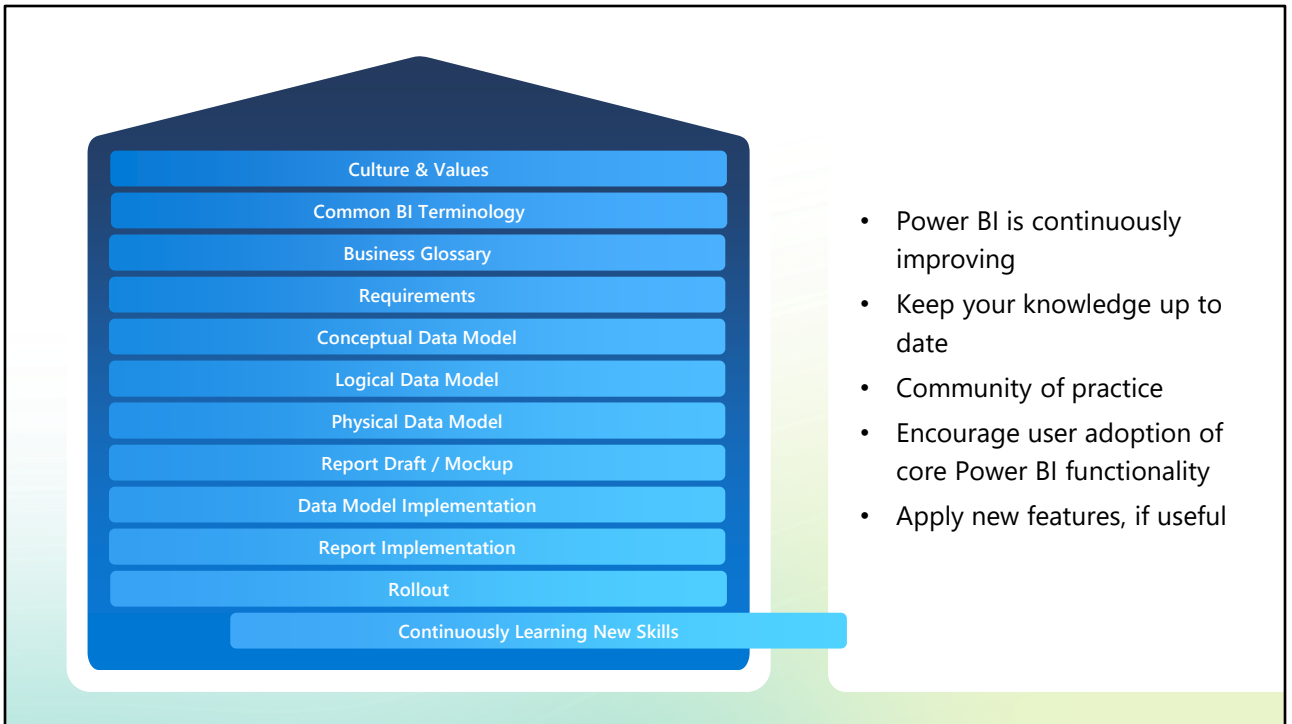 Culture & Values
Common BI Terminology
Business Glossary
Requirements
Conceptual Data Model
Logical Data Model
Physical Data Model
Report Draft / Mockup
Data Model Implementation
Report Implementation
Rollout
Continuously Learning New Skills
• Power BI is continuously
improving
• Keep your knowledge up to
date
• Community of practice
• Encourage user adoption of
core Power BI functionality
• Apply new features, if useful